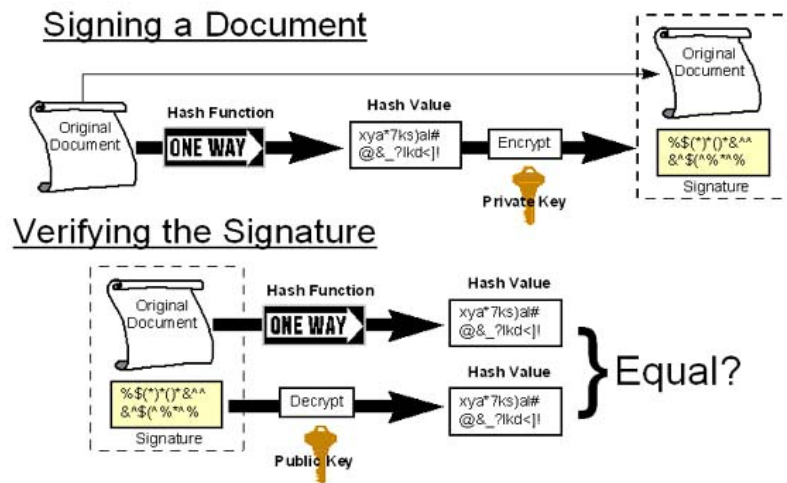 Signing a Document
Original
Document
Hash Function
ONE WAY
Hash Value
xya*7ks)al#
@&_?lkd<]!
Encrypt
Private Key
Original
Document
%$(*)*()*&^^
&^$(^%*^%
Signature
Verifying the Signature
Original
Document
Hash Function
ONE WAY
Hash Value
xya*7ks)al#
@&_?lkd<]!
%$(*)*()*&^^
&^$(^%*^%
Signature
Decrypt
Public Key
Hash Value
xya*7ks)al#
@&_?lkd<]!
} Equal?